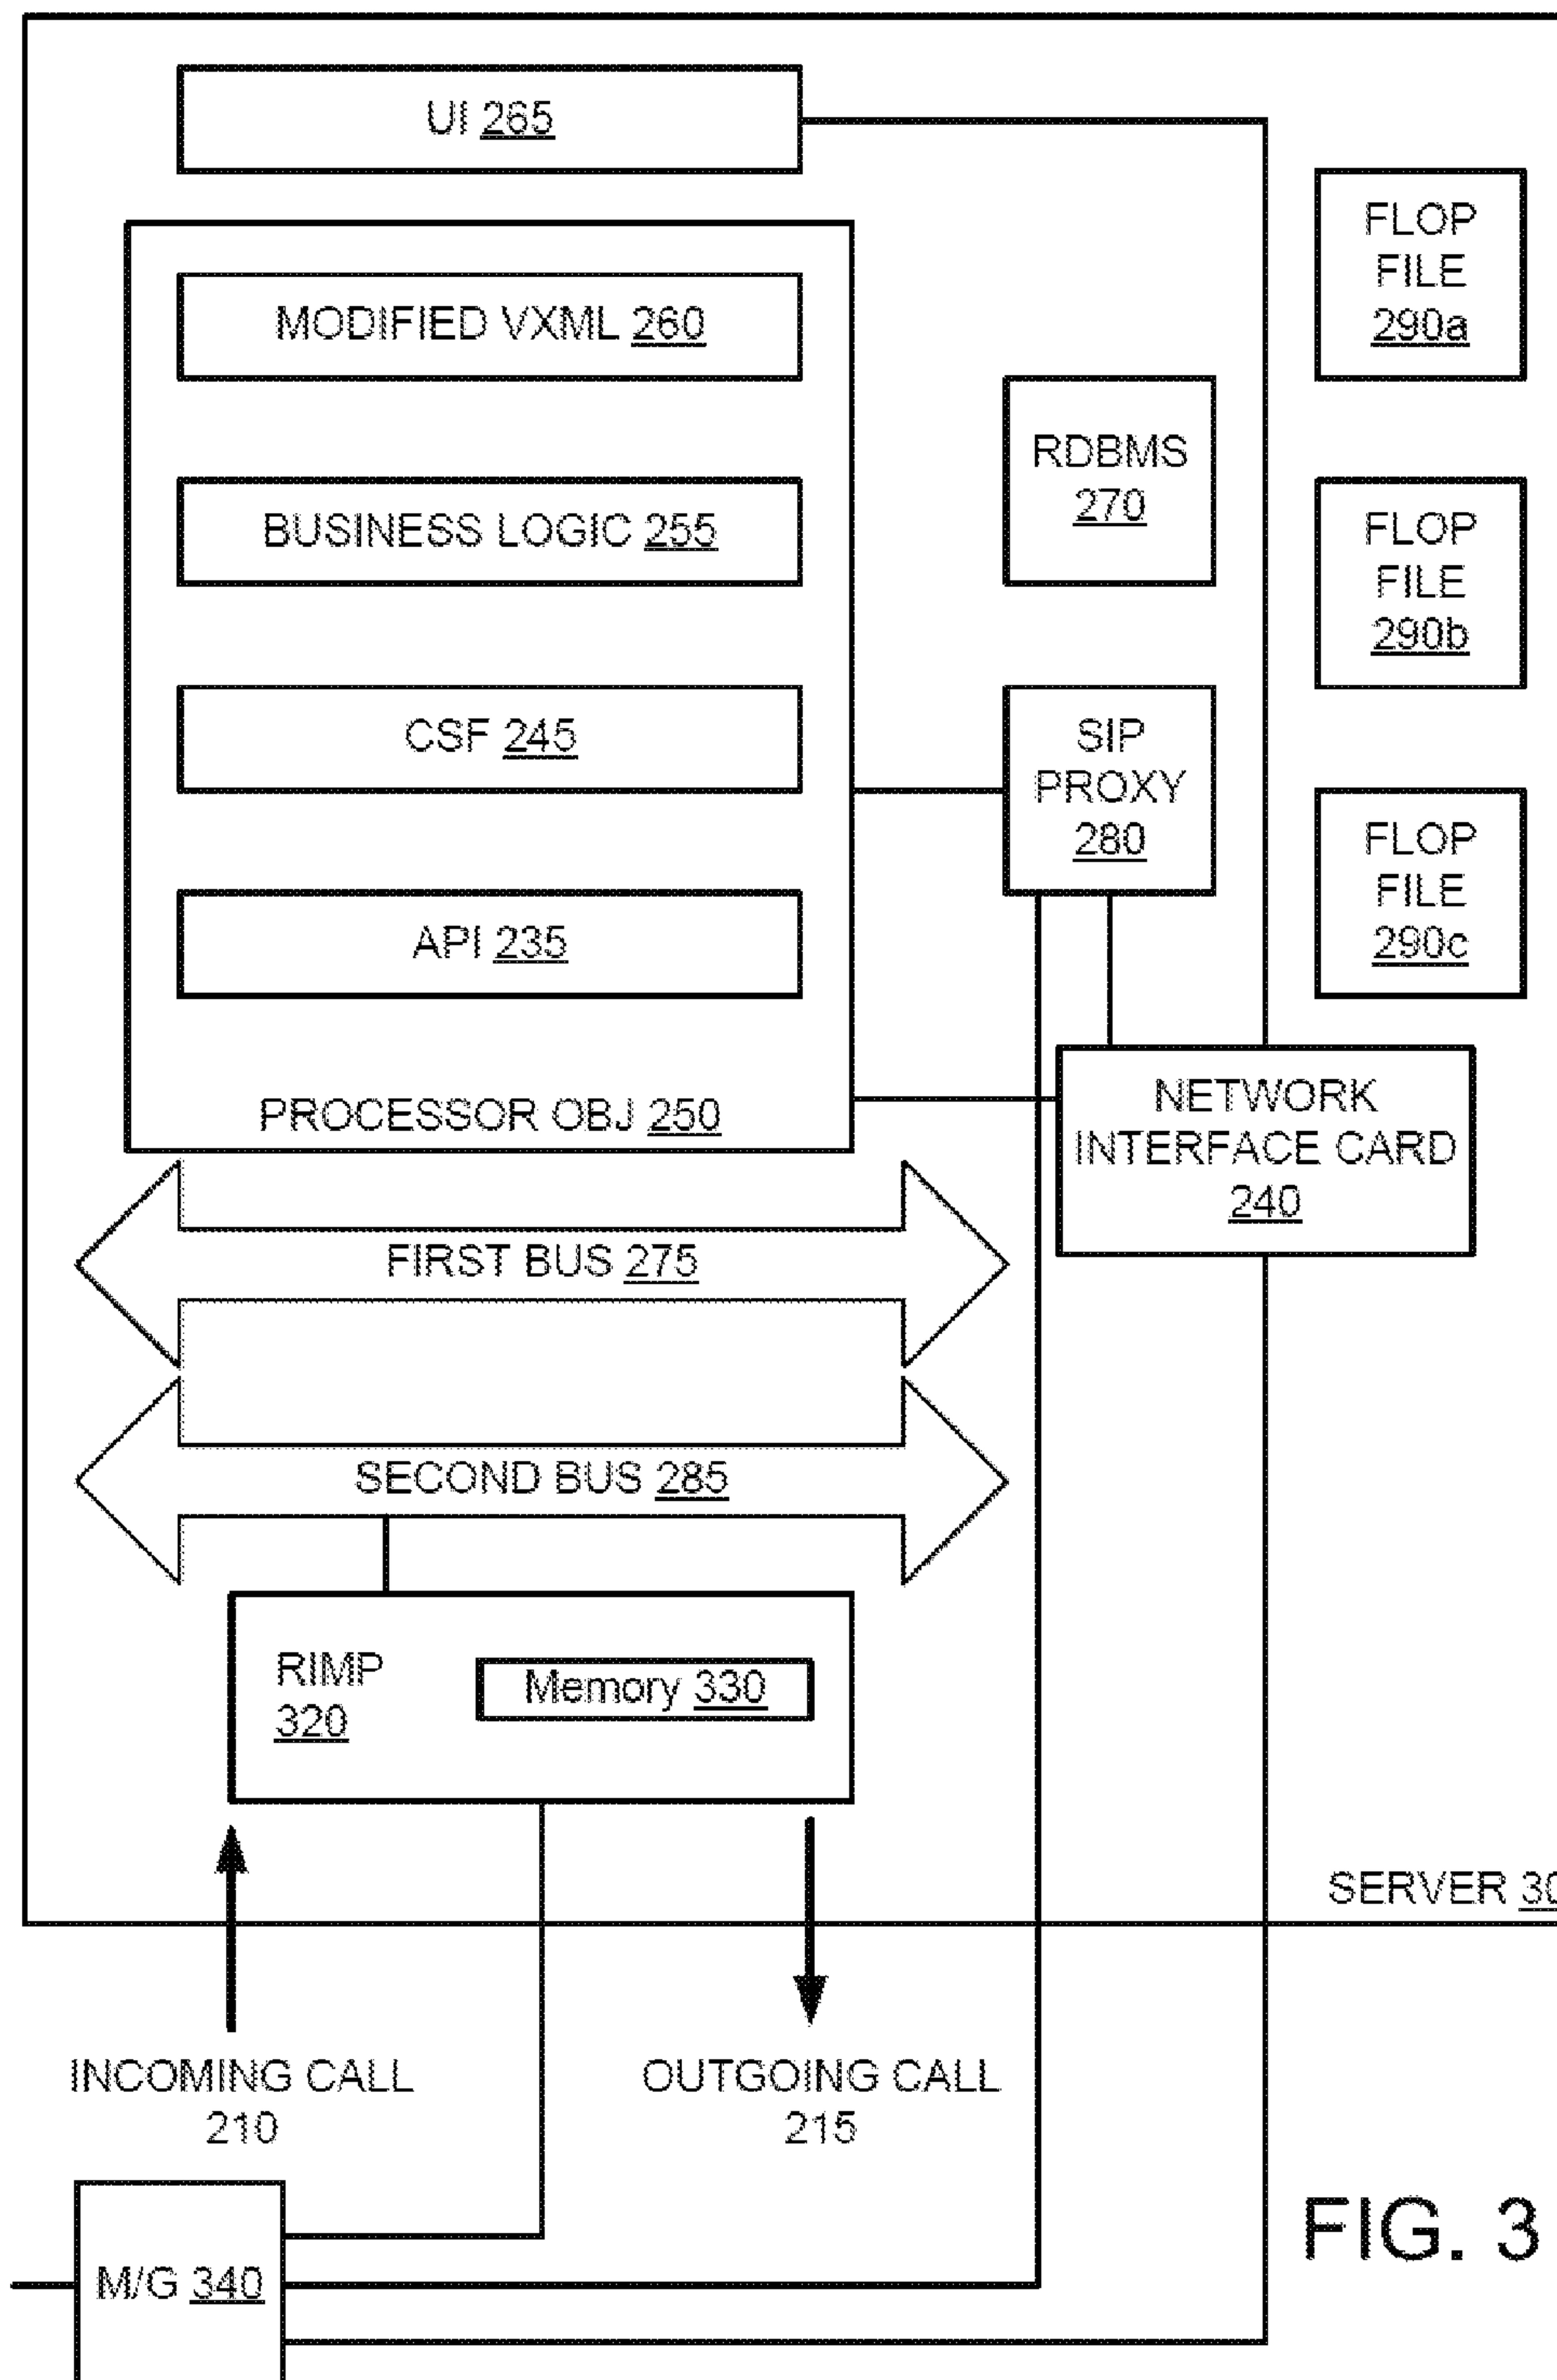 UI 265
FLOP
FILE
290a
MODIFIED VXML 260
RDBMS
270
BUSINESS LOGIC 255
FLOP
FILE
290b
CSF 245
SIP
PROXY
280
FLOP
FILE
290c
API 235
PROCESSOR OBJ 250
NETWORK
INTERFACE CARD
240
FIRST BUS 275
SECOND BUS 285
RIMP
320
Memory 330
SERVER
INCOMING CALL
210
OUTGOING CALL
215
M/G 340
FIG. 3